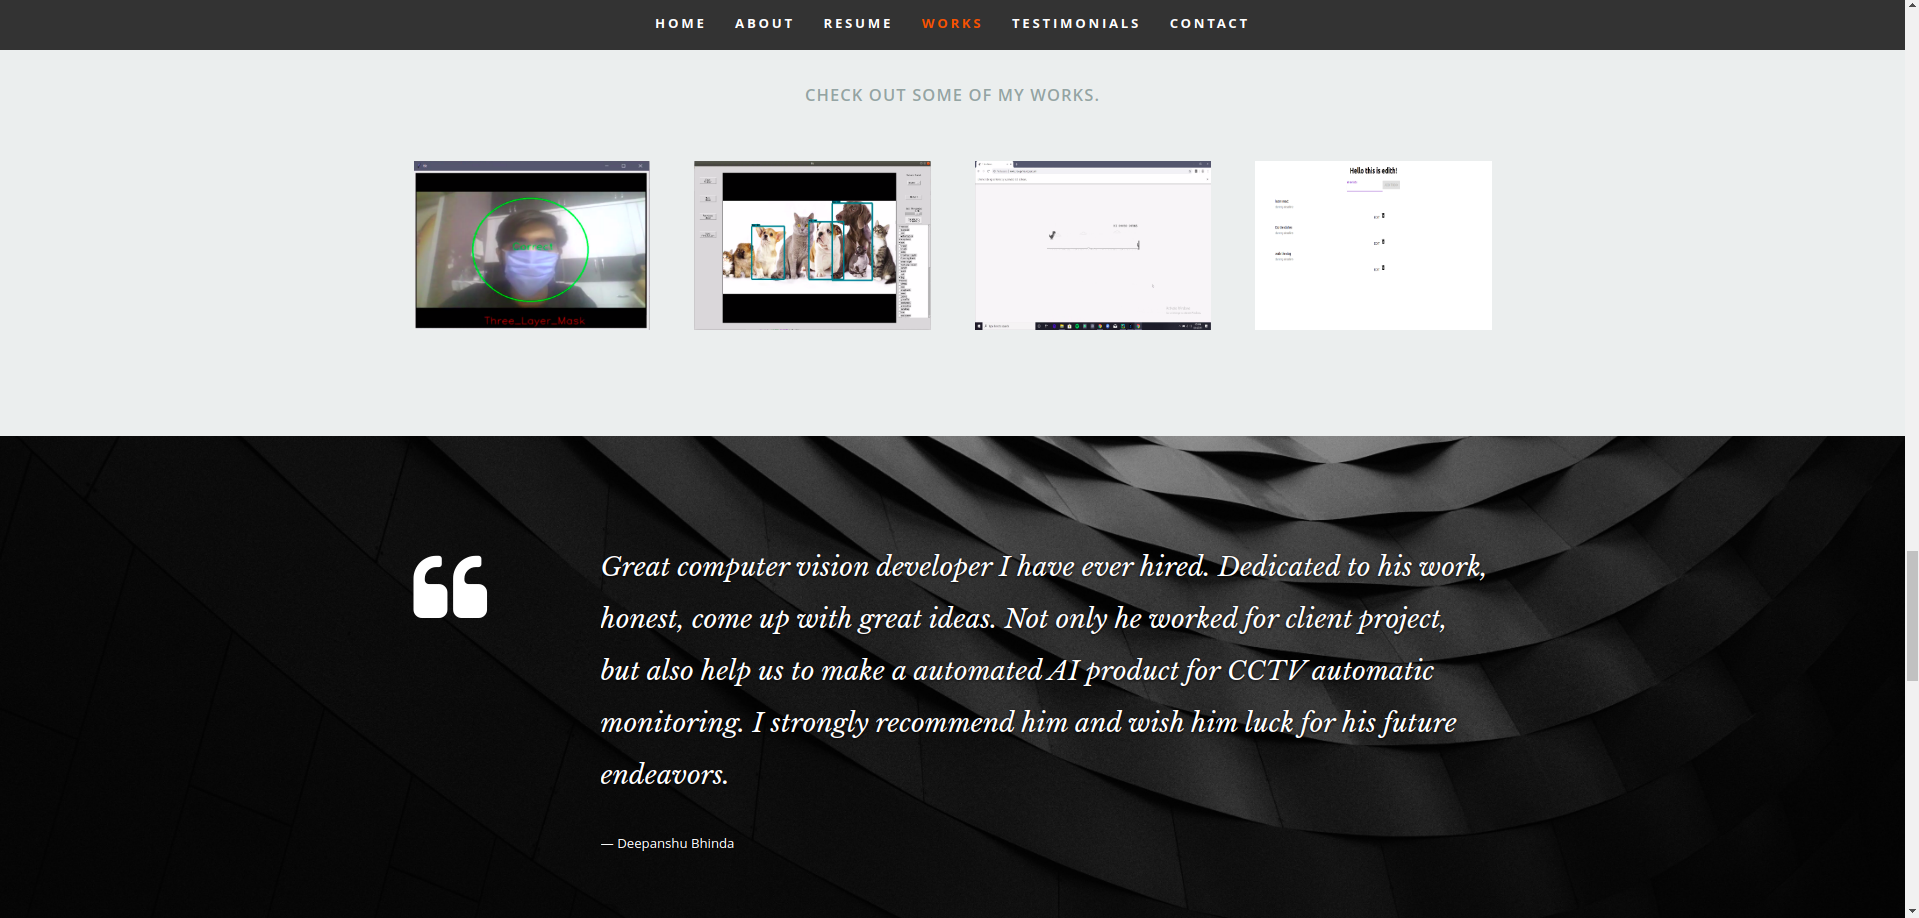 HOME ABOUT RESUME WORKS TESTIMONIALS CONTACT
CHECK OUT SOME OF MY WORKS.
Three_Layer_Mask
Hello this is edith!
Great computer vision developer I have ever hired. Dedicated to his work,
honest, come up with great ideas. Not only he worked for client project,
but also help us to make a automated AI product for CCTV automatic
monitoring. I strongly recommend him and wish him luck for his future
endeavors.
— Deepanshu Bhinda